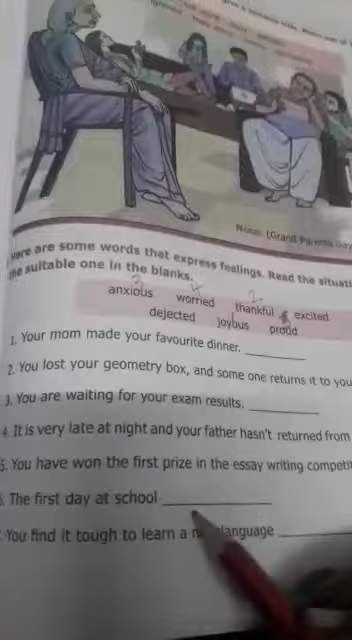 Note: (Grand Parents Day
are some words that express feelings. Read the situati
suitable one in the blanks.
anxious worried thankful excited
dejected joyous proud
1. Your mom made your favourite dinner.
2. You lost your geometry box, and some one returns it to you
3. You are waiting for your exam results.
4. It is very late at night and your father hasn't returned from
5. You have won the first prize in the essay writing competi
The first day at school
You find it tough to learn a language